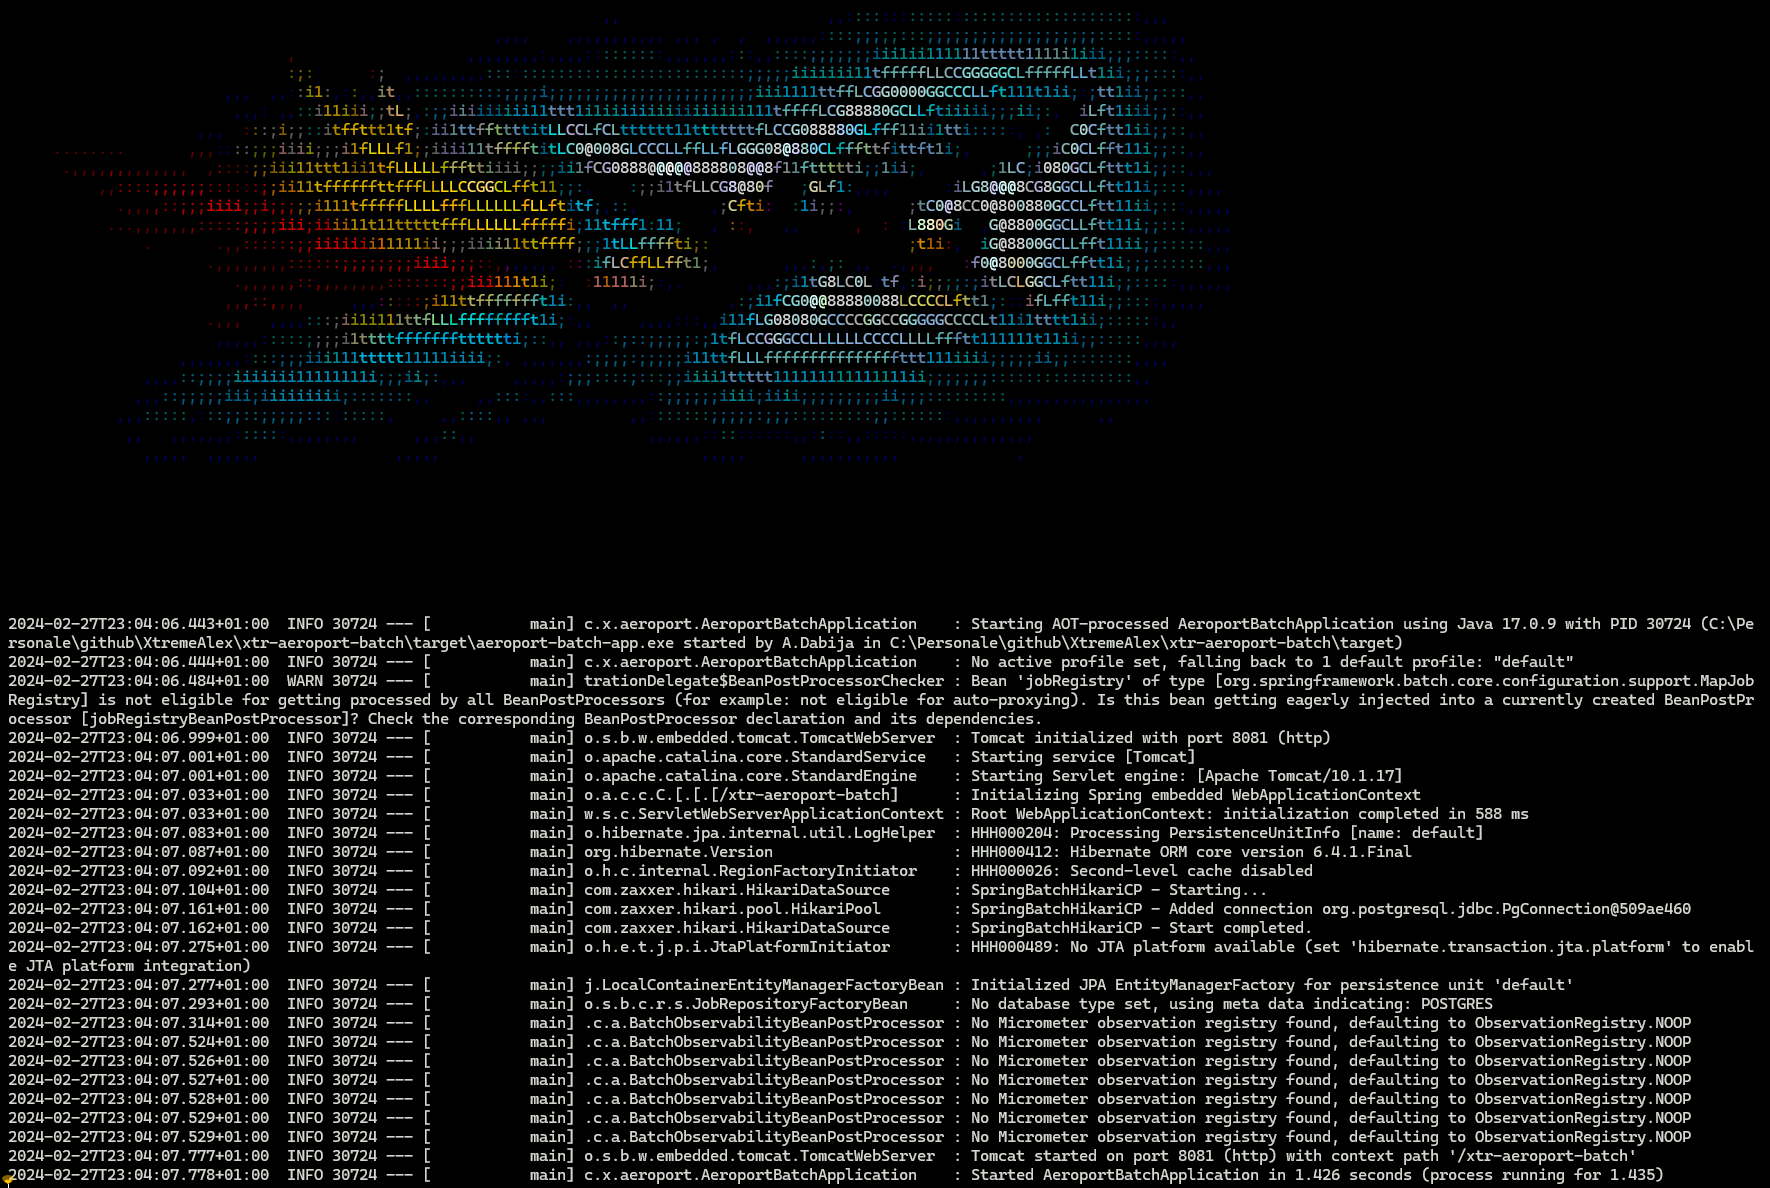 2024-02-27T23:04:06.443+01:00  INFO 30724 --- [           main] c.x.aeroport.AeroportBatchApplication    : Starting AOT-processed AeroportBatchApplication using Java 17.0.9 with PID 30724 (C:\Pe
rsonale\github\XtremeAlex\xtr-aeroport-batch\target\aeroport-batch-app.exe started by A.Dabija in C:\Personale\github\XtremeAlex\xtr-aeroport-batch\target)
2024-02-27T23:04:06.444+01:00  INFO 30724 --- [           main] c.x.aeroport.AeroportBatchApplication    : No active profile set, falling back to 1 default profile: "default"
2024-02-27T23:04:06.484+01:00  WARN 30724 --- [           main] trationDelegate$BeanPostProcessorChecker : Bean 'jobRegistry' of type [org.springframework.batch.core.configuration.support.MapJob
Registry] is not eligible for getting processed by all BeanPostProcessors (for example: not eligible for auto-proxying). Is this bean getting eagerly injected into a currently created BeanPostPr
ocessor [jobRegistryBeanPostProcessor]? Check the corresponding BeanPostProcessor declaration and its dependencies.
2024-02-27T23:04:06.999+01:00  INFO 30724 --- [           main] o.s.b.w.embedded.tomcat.TomcatWebServer  : Tomcat initialized with port 8081 (http)
2024-02-27T23:04:07.001+01:00  INFO 30724 --- [           main] o.apache.catalina.core.StandardService   : Starting service [Tomcat]
2024-02-27T23:04:07.001+01:00  INFO 30724 --- [           main] o.apache.catalina.core.StandardEngine    : Starting Servlet engine: [Apache Tomcat/10.1.17]
2024-02-27T23:04:07.033+01:00  INFO 30724 --- [           main] o.a.c.c.C.[.[.[/xtr-aeroport-batch]      : Initializing Spring embedded WebApplicationContext
2024-02-27T23:04:07.033+01:00  INFO 30724 --- [           main] w.s.c.ServletWebServerApplicationContext : Root WebApplicationContext: initialization completed in 588 ms
2024-02-27T23:04:07.083+01:00  INFO 30724 --- [           main] o.hibernate.jpa.internal.util.LogHelper  : HHH000204: Processing PersistenceUnitInfo [name: default]
2024-02-27T23:04:07.087+01:00  INFO 30724 --- [           main] org.hibernate.Version                    : HHH000412: Hibernate ORM core version 6.4.1.Final
2024-02-27T23:04:07.092+01:00  INFO 30724 --- [           main] o.h.c.internal.RegionFactoryInitiator    : HHH000026: Second-level cache disabled
2024-02-27T23:04:07.104+01:00  INFO 30724 --- [           main] com.zaxxer.hikari.HikariDataSource       : SpringBatchHikariCP - Starting...
2024-02-27T23:04:07.161+01:00  INFO 30724 --- [           main] com.zaxxer.hikari.pool.HikariPool        : SpringBatchHikariCP - Added connection org.postgresql.jdbc.PgConnection@509ae460
2024-02-27T23:04:07.162+01:00  INFO 30724 --- [           main] com.zaxxer.hikari.HikariDataSource       : SpringBatchHikariCP - Start completed.
2024-02-27T23:04:07.275+01:00  INFO 30724 --- [           main] o.h.e.t.j.p.i.JtaPlatformInitiator       : HHH000489: No JTA platform available (set 'hibernate.transaction.jta.platform' to enabl
e JTA platform integration)
2024-02-27T23:04:07.277+01:00  INFO 30724 --- [           main] j.LocalContainerEntityManagerFactoryBean : Initialized JPA EntityManagerFactory for persistence unit 'default'
2024-02-27T23:04:07.293+01:00  INFO 30724 --- [           main] o.s.b.c.r.s.JobRepositoryFactoryBean     : No database type set, using meta data indicating: POSTGRES
2024-02-27T23:04:07.314+01:00  INFO 30724 --- [           main] .c.a.BatchObservabilityBeanPostProcessor : No Micrometer observation registry found, defaulting to ObservationRegistry.NOOP
2024-02-27T23:04:07.524+01:00  INFO 30724 --- [           main] .c.a.BatchObservabilityBeanPostProcessor : No Micrometer observation registry found, defaulting to ObservationRegistry.NOOP
2024-02-27T23:04:07.526+01:00  INFO 30724 --- [           main] .c.a.BatchObservabilityBeanPostProcessor : No Micrometer observation registry found, defaulting to ObservationRegistry.NOOP
2024-02-27T23:04:07.527+01:00  INFO 30724 --- [           main] .c.a.BatchObservabilityBeanPostProcessor : No Micrometer observation registry found, defaulting to ObservationRegistry.NOOP
2024-02-27T23:04:07.528+01:00  INFO 30724 --- [           main] .c.a.BatchObservabilityBeanPostProcessor : No Micrometer observation registry found, defaulting to ObservationRegistry.NOOP
2024-02-27T23:04:07.529+01:00  INFO 30724 --- [           main] .c.a.BatchObservabilityBeanPostProcessor : No Micrometer observation registry found, defaulting to ObservationRegistry.NOOP
2024-02-27T23:04:07.529+01:00  INFO 30724 --- [           main] .c.a.BatchObservabilityBeanPostProcessor : No Micrometer observation registry found, defaulting to ObservationRegistry.NOOP
2024-02-27T23:04:07.777+01:00  INFO 30724 --- [           main] o.s.b.w.embedded.tomcat.TomcatWebServer  : Tomcat started on port 8081 (http) with context path '/xtr-aeroport-batch'
2024-02-27T23:04:07.778+01:00  INFO 30724 --- [           main] c.x.aeroport.AeroportBatchApplication    : Started AeroportBatchApplication in 1.426 seconds (process running for 1.435)